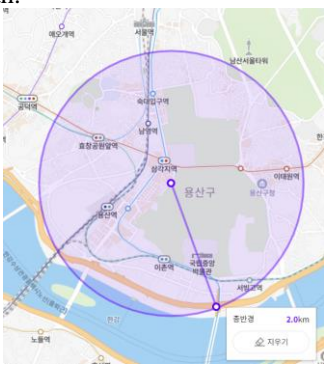 서울역
애오개역
남산서울타워
공덕역
숙대입구역
남영역
효창공원앞역
삼각지역
이태원역
용산구
용산구청
용산역
이촌역
국립중앙
박물관
서빙고역
한강
노들역
총반경 2.0km
지우기